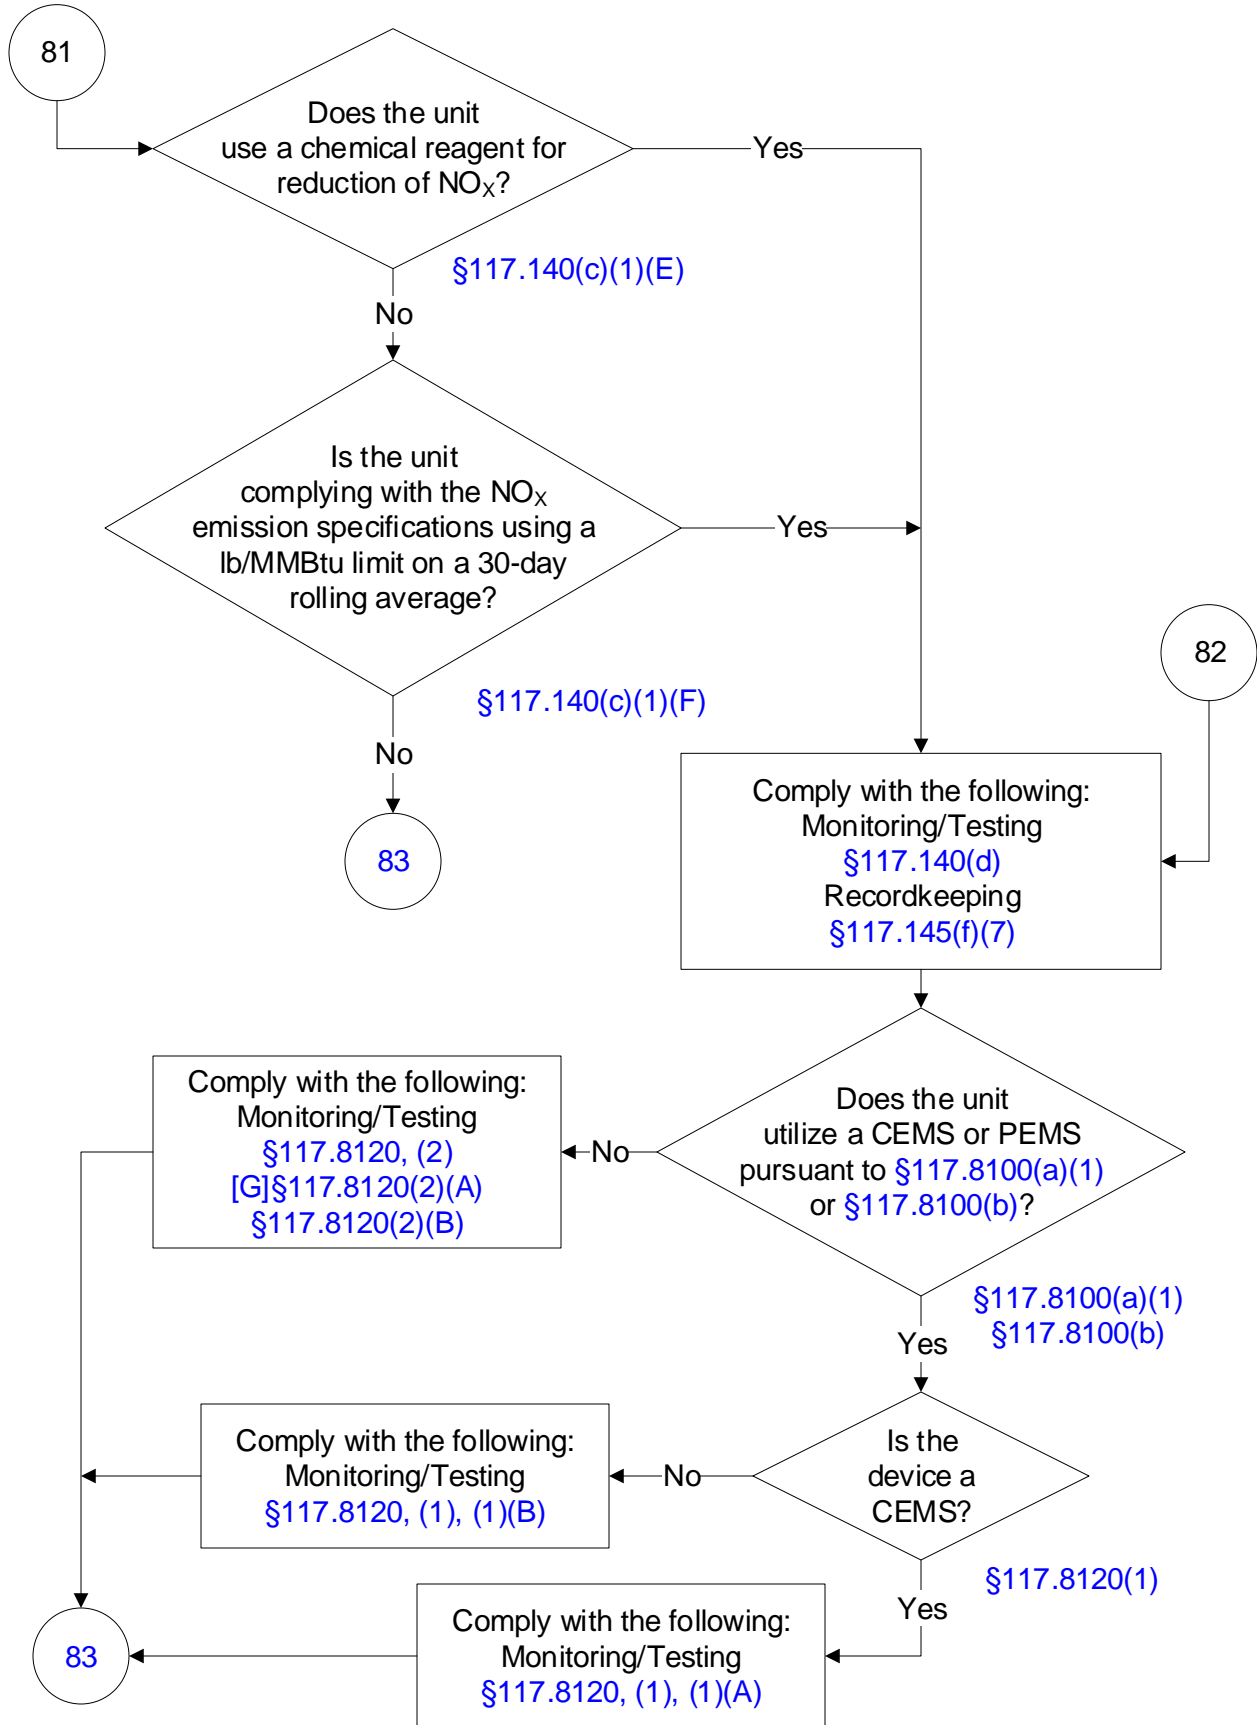 81
Does the unit
use a chemical reagent for
reduction of NOX?
Yes
§117.140(c)(1)(E)
No
Is the unit
complying with the NOX
emission specifications using a
lb/MMBtu limit on a 30-day
rolling average?
Yes
§117.140(c)(1)(F)
No
83
82
Comply with the following:
Monitoring/Testing
§117.140(d)
Recordkeeping
§117.145(f)(7)
Does the unit
utilize a CEMS or PEMS
pursuant to §117.8100(a)(1)
or §117.8100(b)?
No
Comply with the following:
Monitoring/Testing
§117.8120, (2)
[G]§117.8120(2)(A)
§117.8120(2)(B)
§117.8100(a)(1)
§117.8100(b)
Yes
Is the
device a
CEMS?
No
Comply with the following:
Monitoring/Testing
§117.8120, (1), (1)(B)
§117.8120(1)
Yes
Comply with the following:
Monitoring/Testing
§117.8120, (1), (1)(A)
83